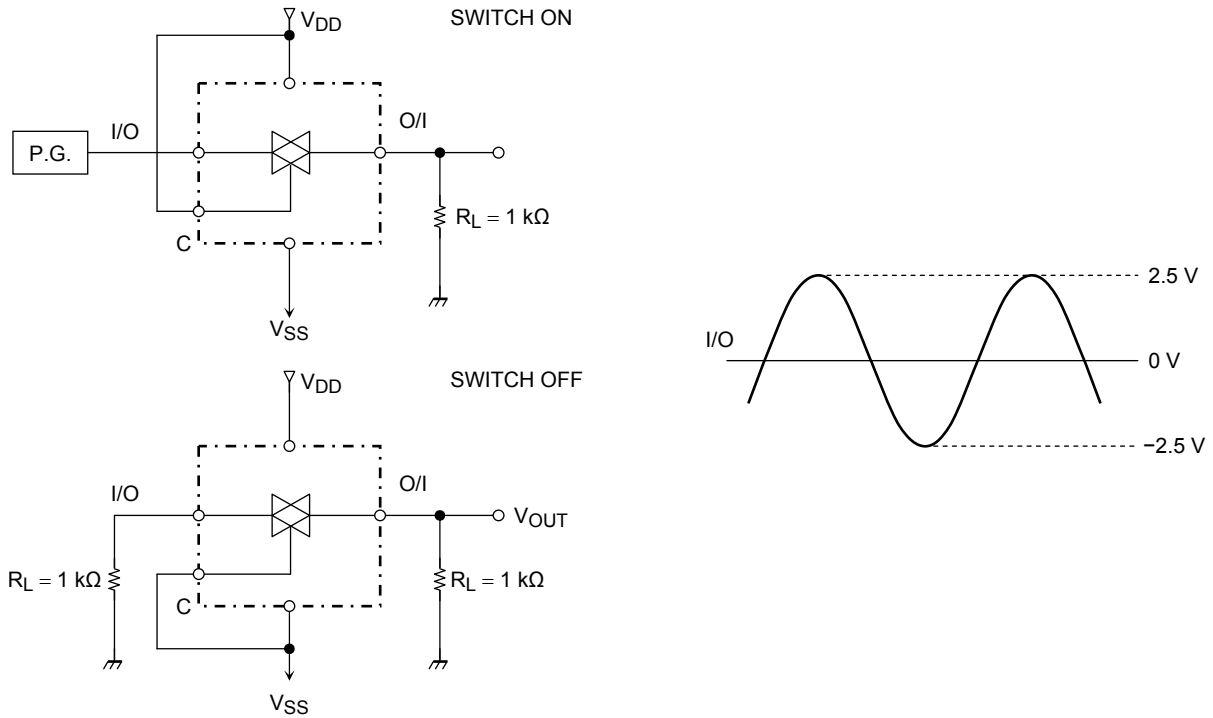 VDD
SWITCH ON
I/O
O/I
P.G.
RL = 1 kΩ
C
VSS
2.5 V
I/O
0 V
−2.5 V
VDD
SWITCH OFF
I/O
O/I
VOUT
RL = 1 kΩ
RL = 1 kΩ
C
VSS